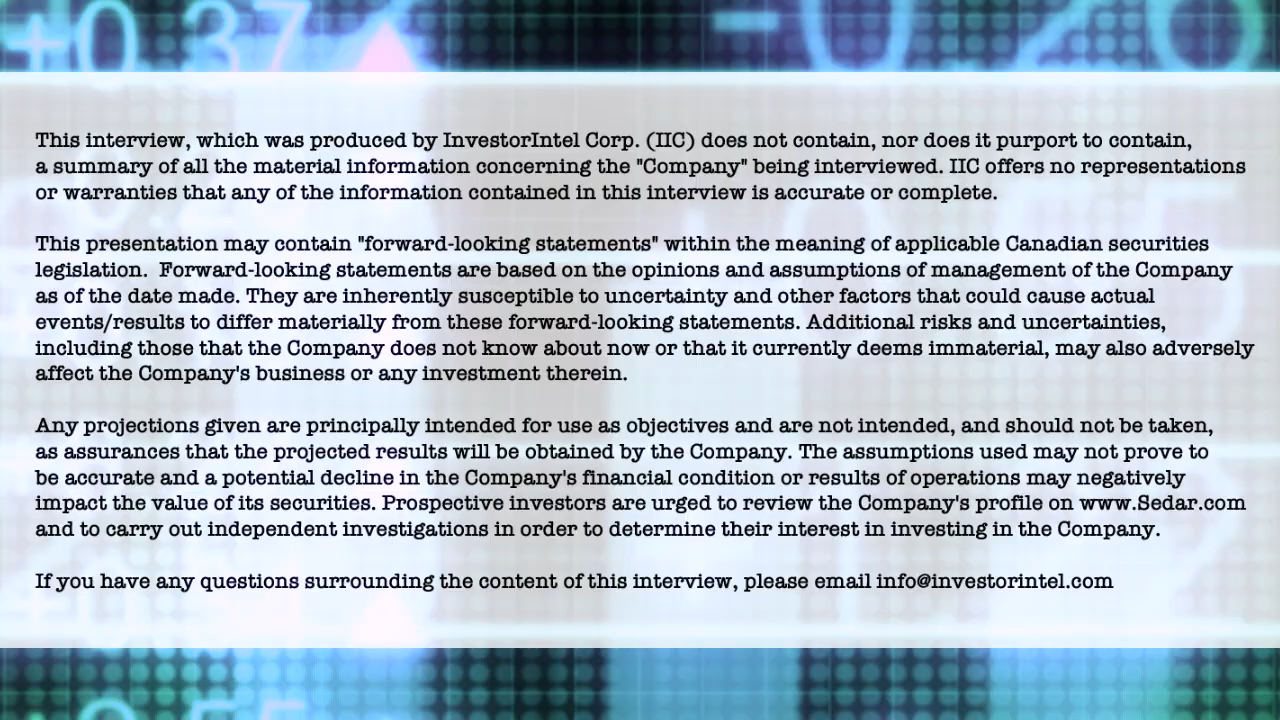 +0.37
-0.26
This interview, which was produced by InvestorIntel Corp. (IIC) does not contain, nor does it purport to contain,
a summary of all the material information concerning the "Company" being interviewed. IIC offers no representations
or warranties that any of the information contained in this interview is accurate or complete.
This presentation may contain "forward-looking statements" within the meaning of applicable Canadian securities
legislation.  Forward-looking statements are based on the opinions and assumptions of management of the Company
as of the date made. They are inherently susceptible to uncertainty and other factors that could cause actual
events/results to differ materially from these forward-looking statements. Additional risks and uncertainties,
including those that the Company does not know about now or that it currently deems immaterial, may also adversely
affect the Company's business or any investment therein.
Any projections given are principally intended for use as objectives and are not intended, and should not be taken,
as assurances that the projected results will be obtained by the Company. The assumptions used may not prove to
be accurate and a potential decline in the Company's financial condition or results of operations may negatively
impact the value of its securities. Prospective investors are urged to review the Company's profile on www.Sedar.com
and to carry out independent investigations in order to determine their interest in investing in the Company.
If you have any questions surrounding the content of this interview, please email info@investorintel.com